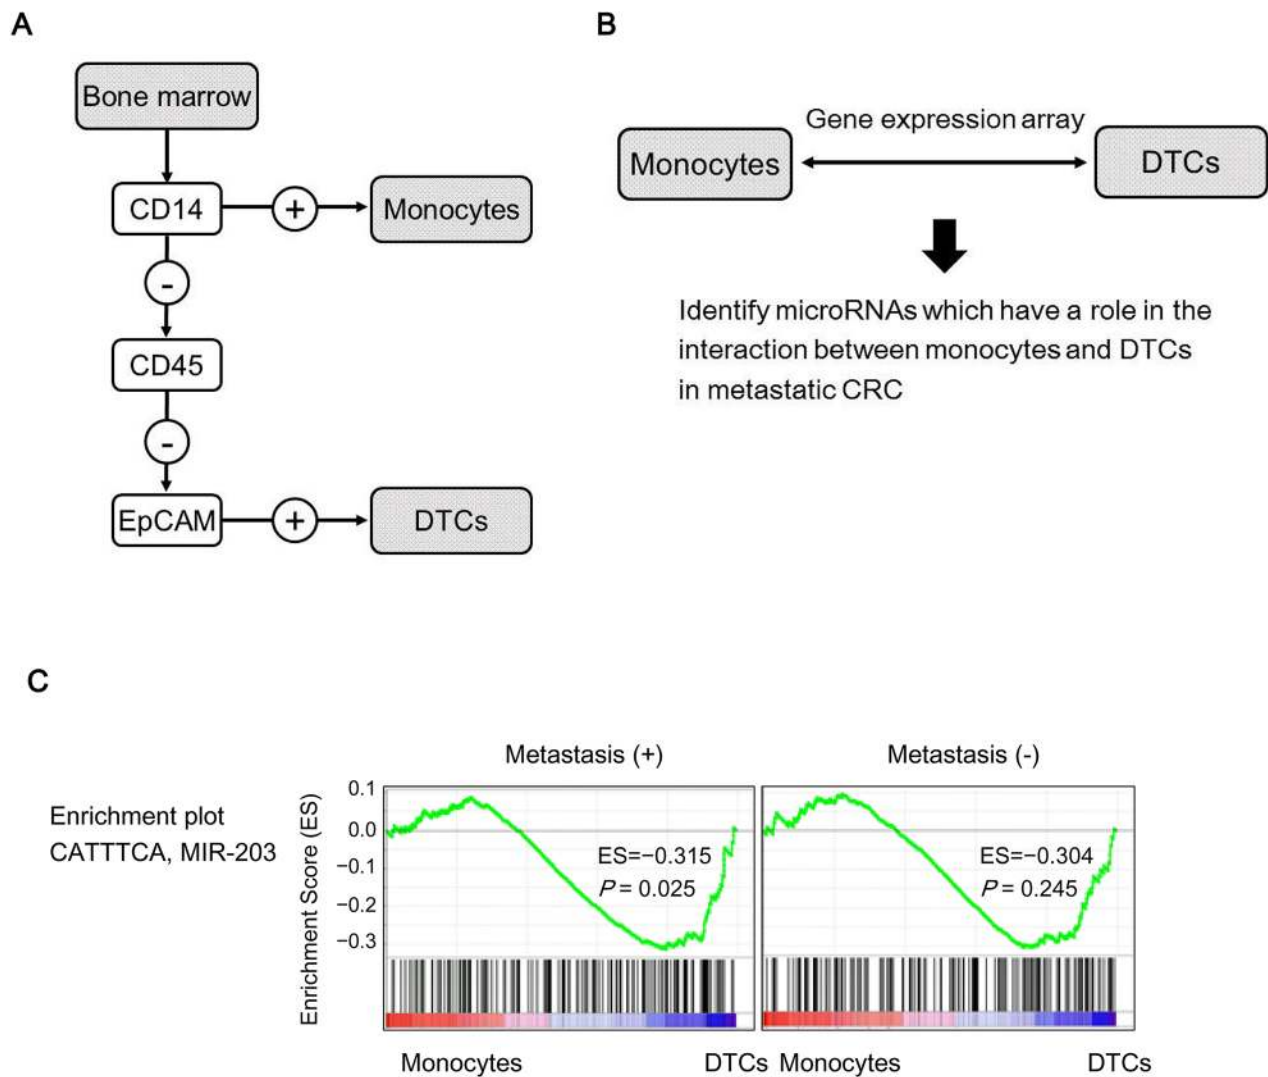 A
Bone marrow
CD14
+
Monocytes
-
CD45
-
EpCAM
+
DTCs
B
Gene expression array
Monocytes
DTCs
Identify microRNAs which have a role in the
interaction between monocytes and DTCs
in metastatic CRC
C
Enrichment plot
CATTTCA, MIR-203
Enrichment Score (ES)
0.1
0.0
−0.1
−0.2
−0.3
Metastasis (+)
ES=−0.315
P = 0.025
Monocytes
DTCs
Metastasis (-)
ES=−0.304
P = 0.245
Monocytes
DTCs